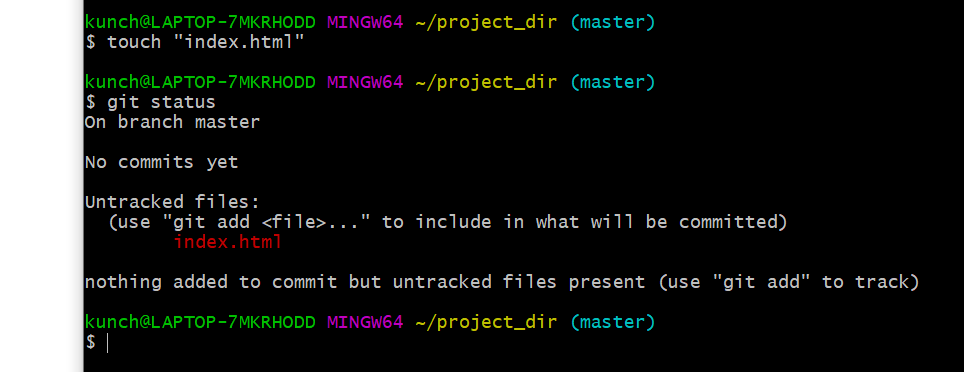 kunch@LAPTOP-7MKRHODD MINGW64 ~/project_dir (master)
$ touch "index.html"
kunch@LAPTOP-7MKRHODD MINGW64 ~/project_dir (master)
$ git status
On branch master
No commits yet
Untracked files:
(use "git add <file>..." to include in what will be committed)
index.html
nothing added to commit but untracked files present (use "git add" to track)
kunch@LAPTOP-7MKRHODD MINGW64 ~/project_dir (master)
$